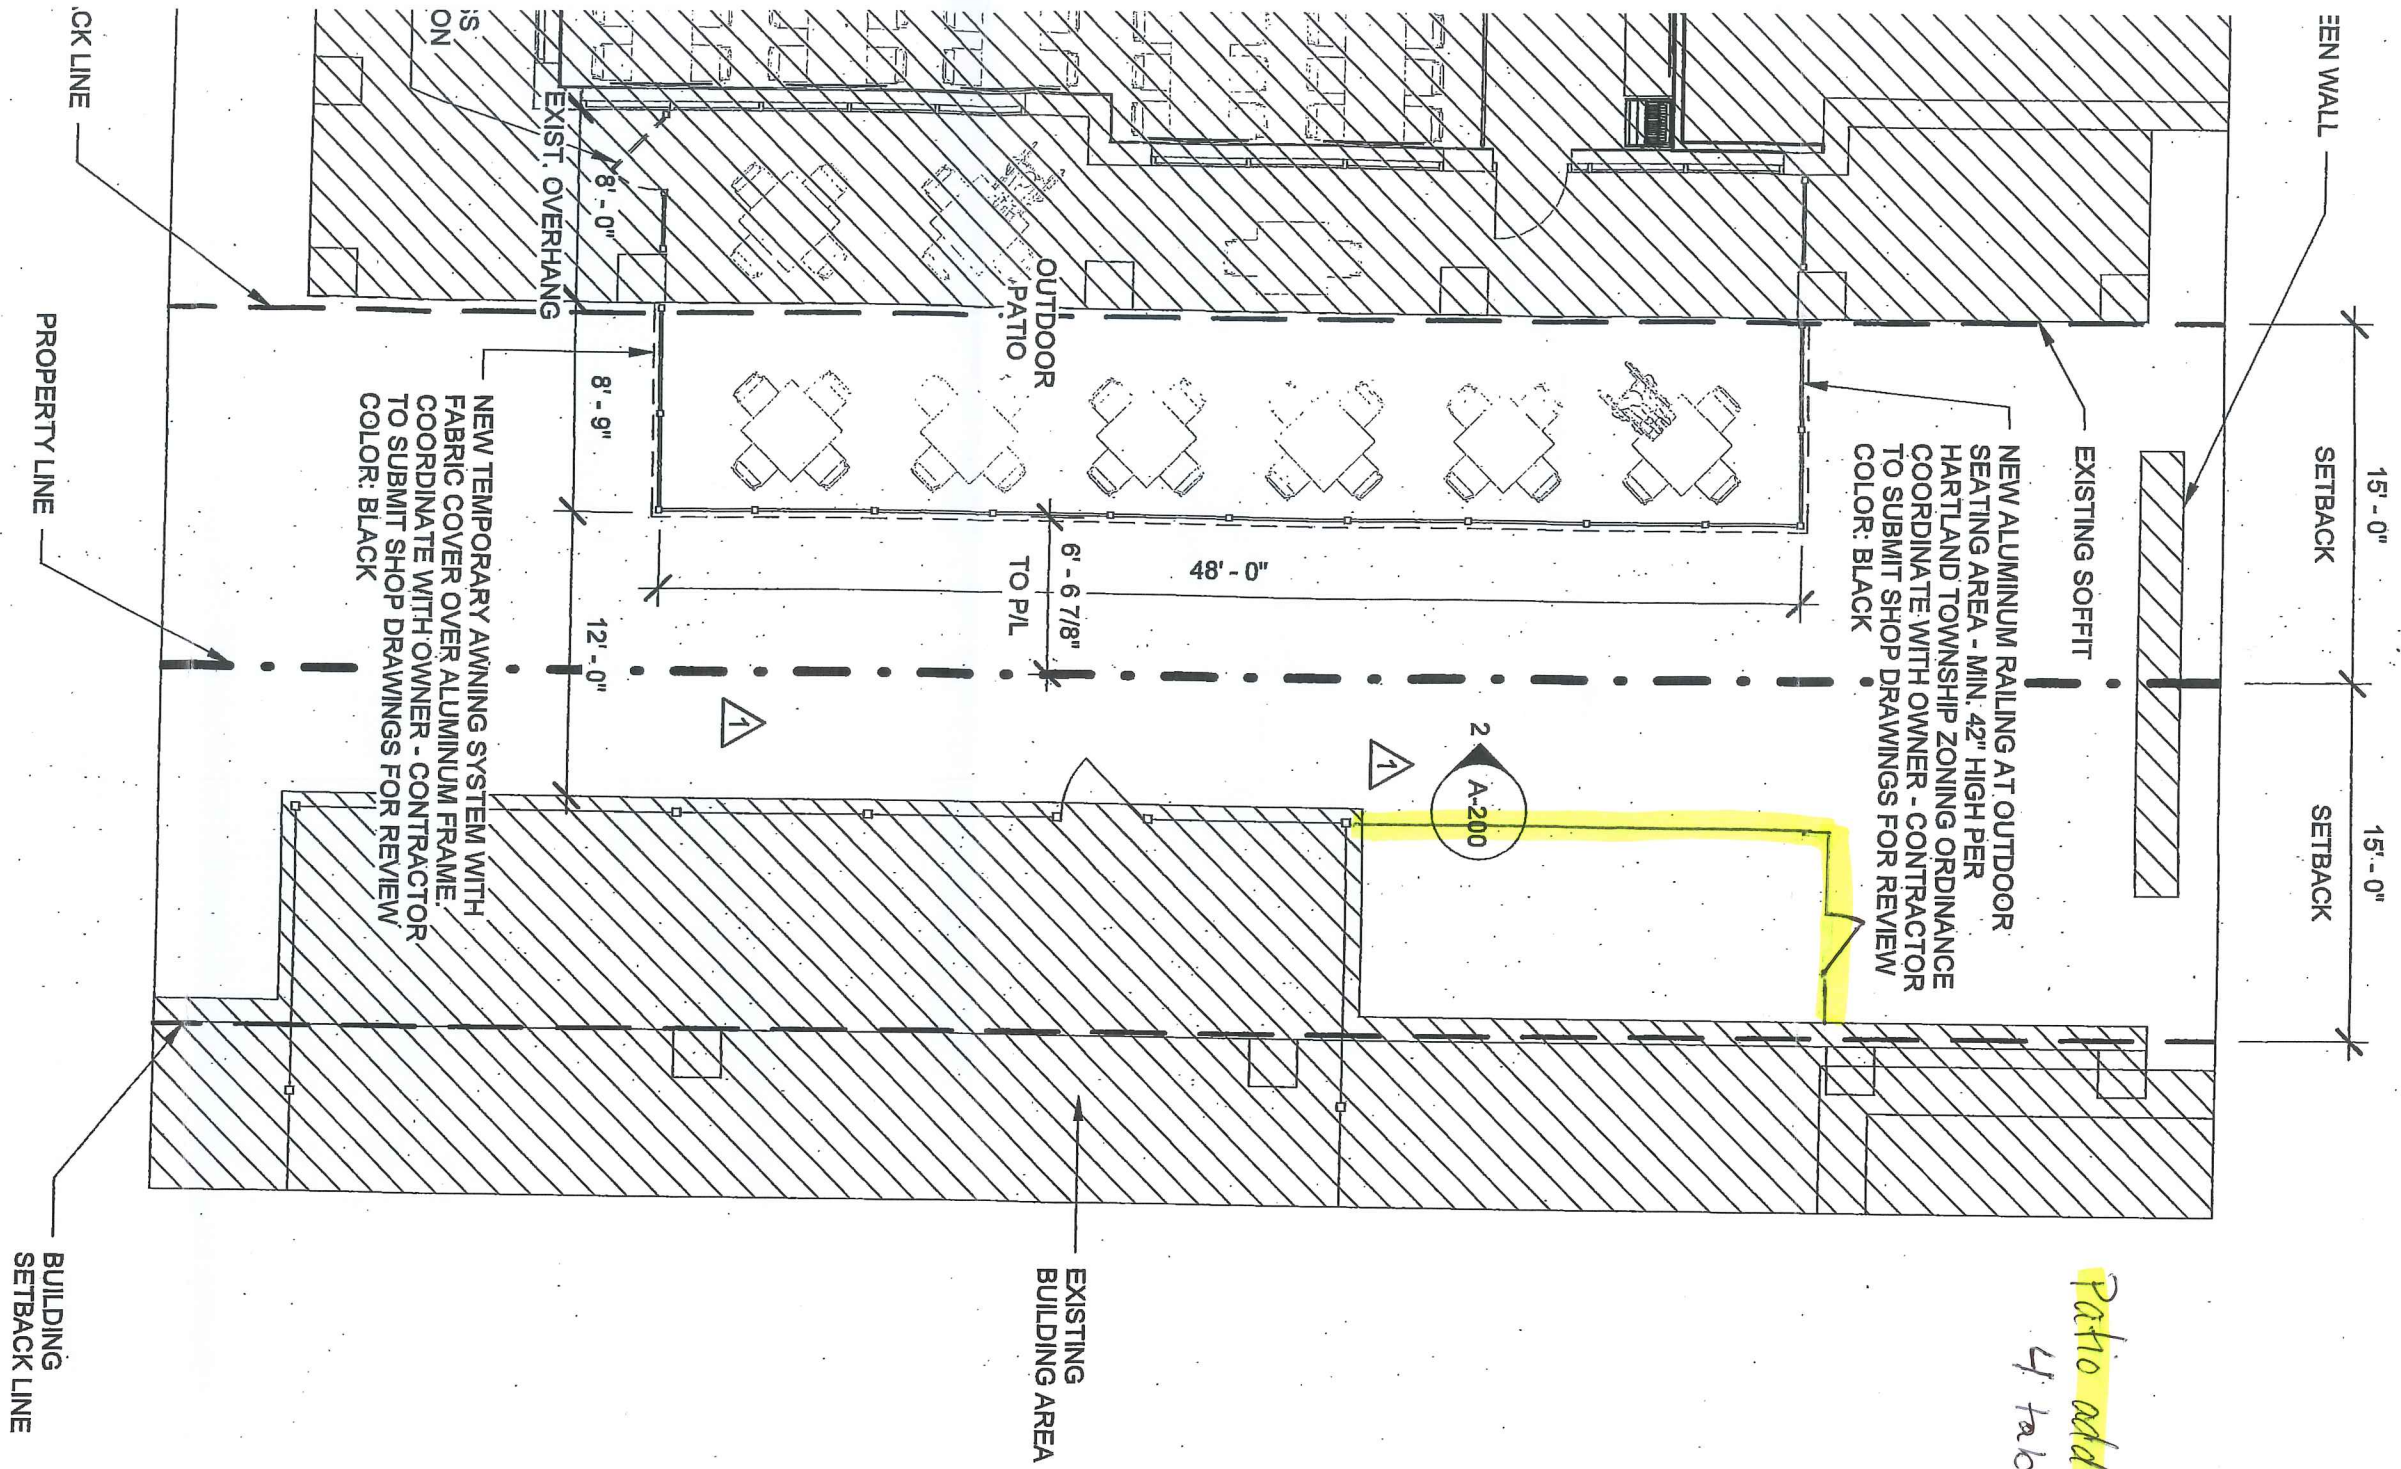 EEN WALL
15' - 0"
SETBACK
15' - 0"
SETBACK
EXISTING SOFFIT
NEW ALUMINUM RAILING AT OUTDOOR
SEATING AREA - MIN. 42" HIGH PER
HARTLAND TOWNSHIP ZONING ORDINANCE
COORDINATE WITH OWNER - CONTRACTOR
TO SUBMIT SHOP DRAWINGS FOR REVIEW
COLOR: BLACK
Patio add
4 tab
2
A-200
1
48' - 0"
6' - 6 7/8"
TO P/L
OUTDOOR
PATIO
1
EXISTING
BUILDING AREA
8' - 0"
8' - 9"
12' - 0"
EXIST. OVERHANG
NEW TEMPORARY AWNING SYSTEM WITH
FABRIC COVER OVER ALUMINUM FRAME.
COORDINATE WITH OWNER - CONTRACTOR
TO SUBMIT SHOP DRAWINGS FOR REVIEW
COLOR: BLACK
SS
ON
CK LINE
PROPERTY LINE
BUILDING
SETBACK LINE